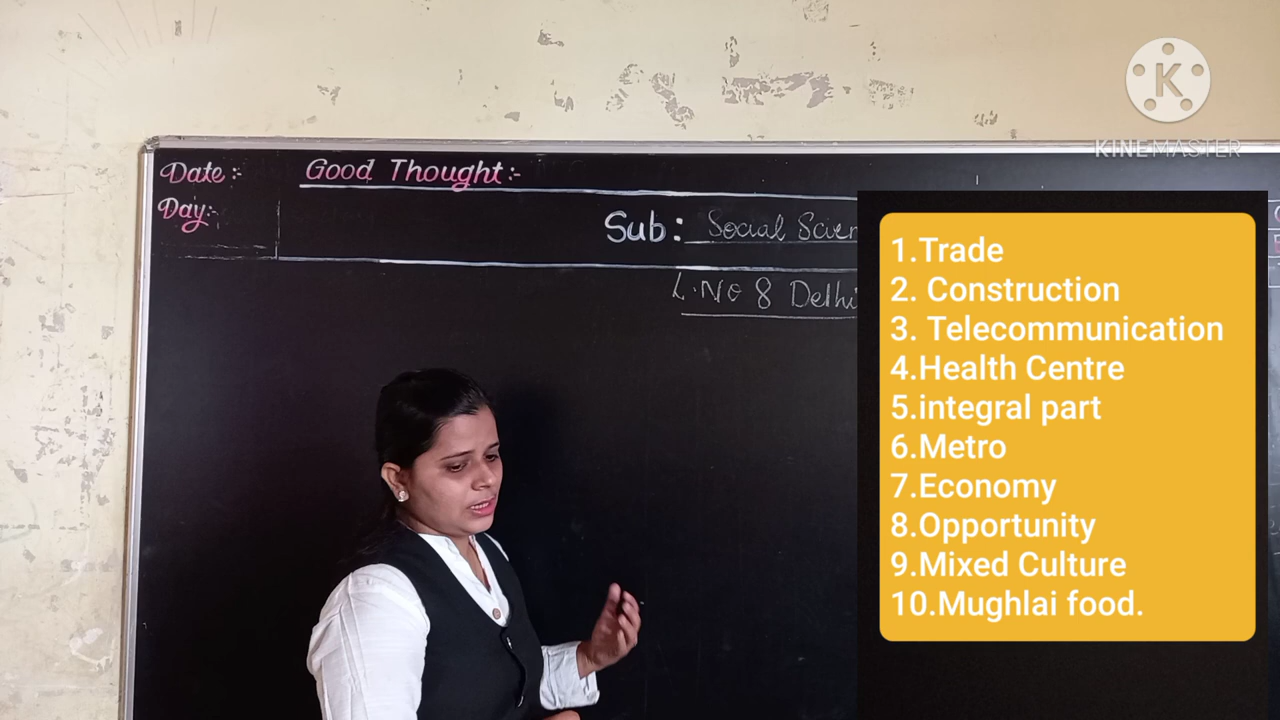 Date:-
Good Thought:-
Day:-
Sub: Social Scien
L.No 8 Delhi
K
KINEMASTER
1.Trade
2. Construction
3. Telecommunication
4.Health Centre
5.integral part
6.Metro
7.Economy
8.Opportunity
9.Mixed Culture
10.Mughlai food.